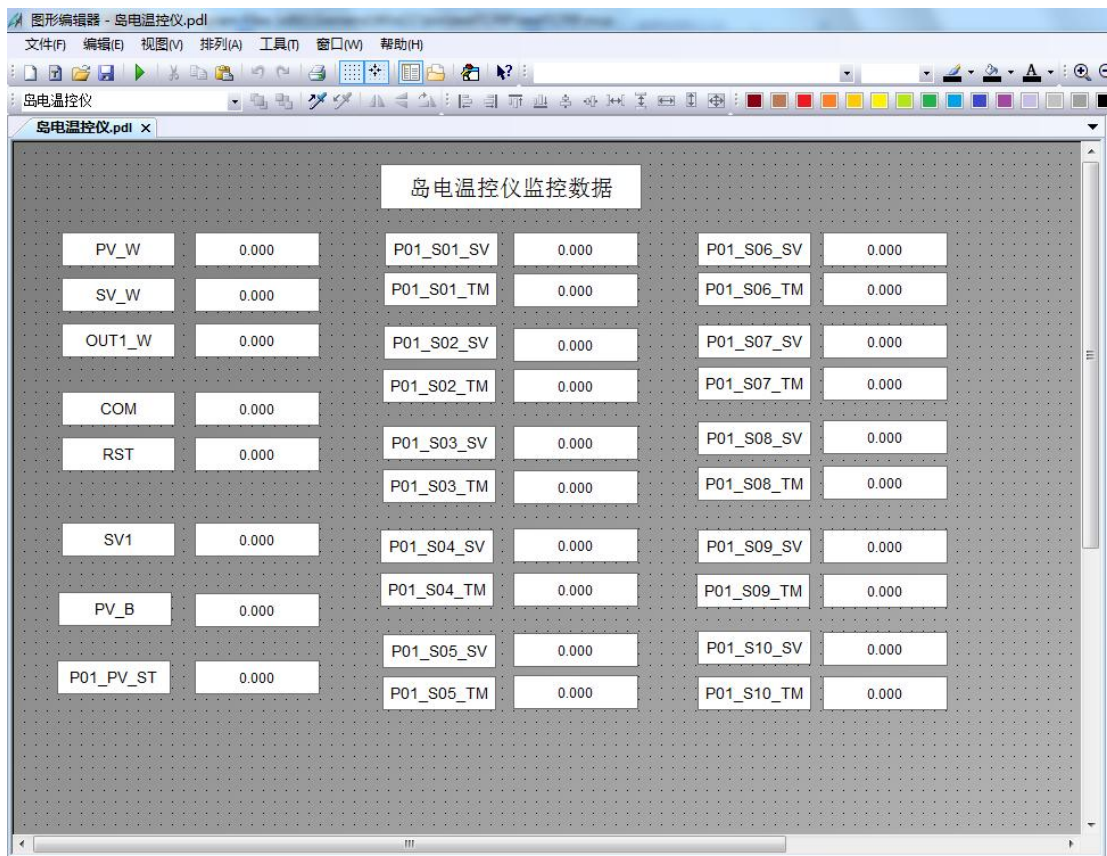 图形编辑器 - 岛电温控仪.pdl
文件(F) 编辑(E) 视图(V) 排列(A) 工具(T) 窗口(W) 帮助(H)
岛电温控仪
岛电温控仪.pdl
岛电温控仪监控数据
PV_W 0.000
SV_W 0.000
OUT1_W 0.000
COM 0.000
RST 0.000
SV1 0.000
PV_B 0.000
P01_PV_ST 0.000
P01_S01_SV 0.000
P01_S01_TM 0.000
P01_S02_SV 0.000
P01_S02_TM 0.000
P01_S03_SV 0.000
P01_S03_TM 0.000
P01_S04_SV 0.000
P01_S04_TM 0.000
P01_S05_SV 0.000
P01_S05_TM 0.000
P01_S06_SV 0.000
P01_S06_TM 0.000
P01_S07_SV 0.000
P01_S07_TM 0.000
P01_S08_SV 0.000
P01_S08_TM 0.000
P01_S09_SV 0.000
P01_S09_TM 0.000
P01_S10_SV 0.000
P01_S10_TM 0.000